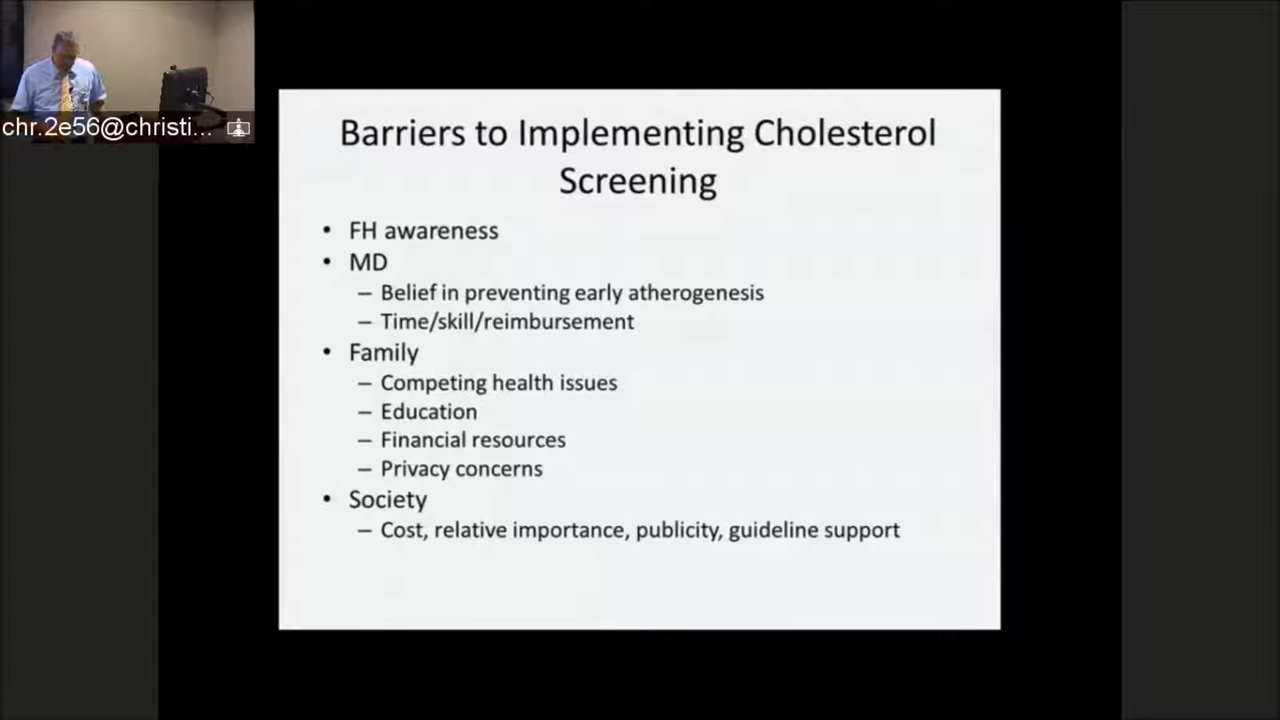 chr.2e56@christi...
Barriers to Implementing Cholesterol
Screening
• FH awareness
• MD
– Belief in preventing early atherogenesis
– Time/skill/reimbursement
• Family
– Competing health issues
– Education
– Financial resources
– Privacy concerns
• Society
– Cost, relative importance, publicity, guideline support